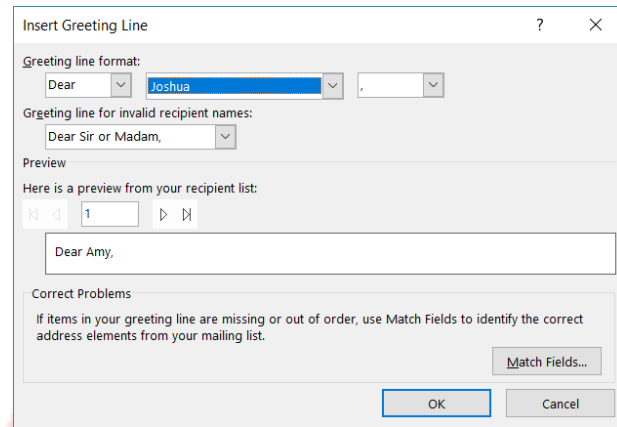 Insert Greeting Line ?
Greeting line format:
Dear Joshua ,
Greeting line for invalid recipient names:
Dear Sir or Madam,
Preview
Here is a preview from your recipient list:
1
Dear Amy,
Correct Problems
If items in your greeting line are missing or out of order, use Match Fields to identify the correct
address elements from your mailing list.
Match Fields...
OK Cancel